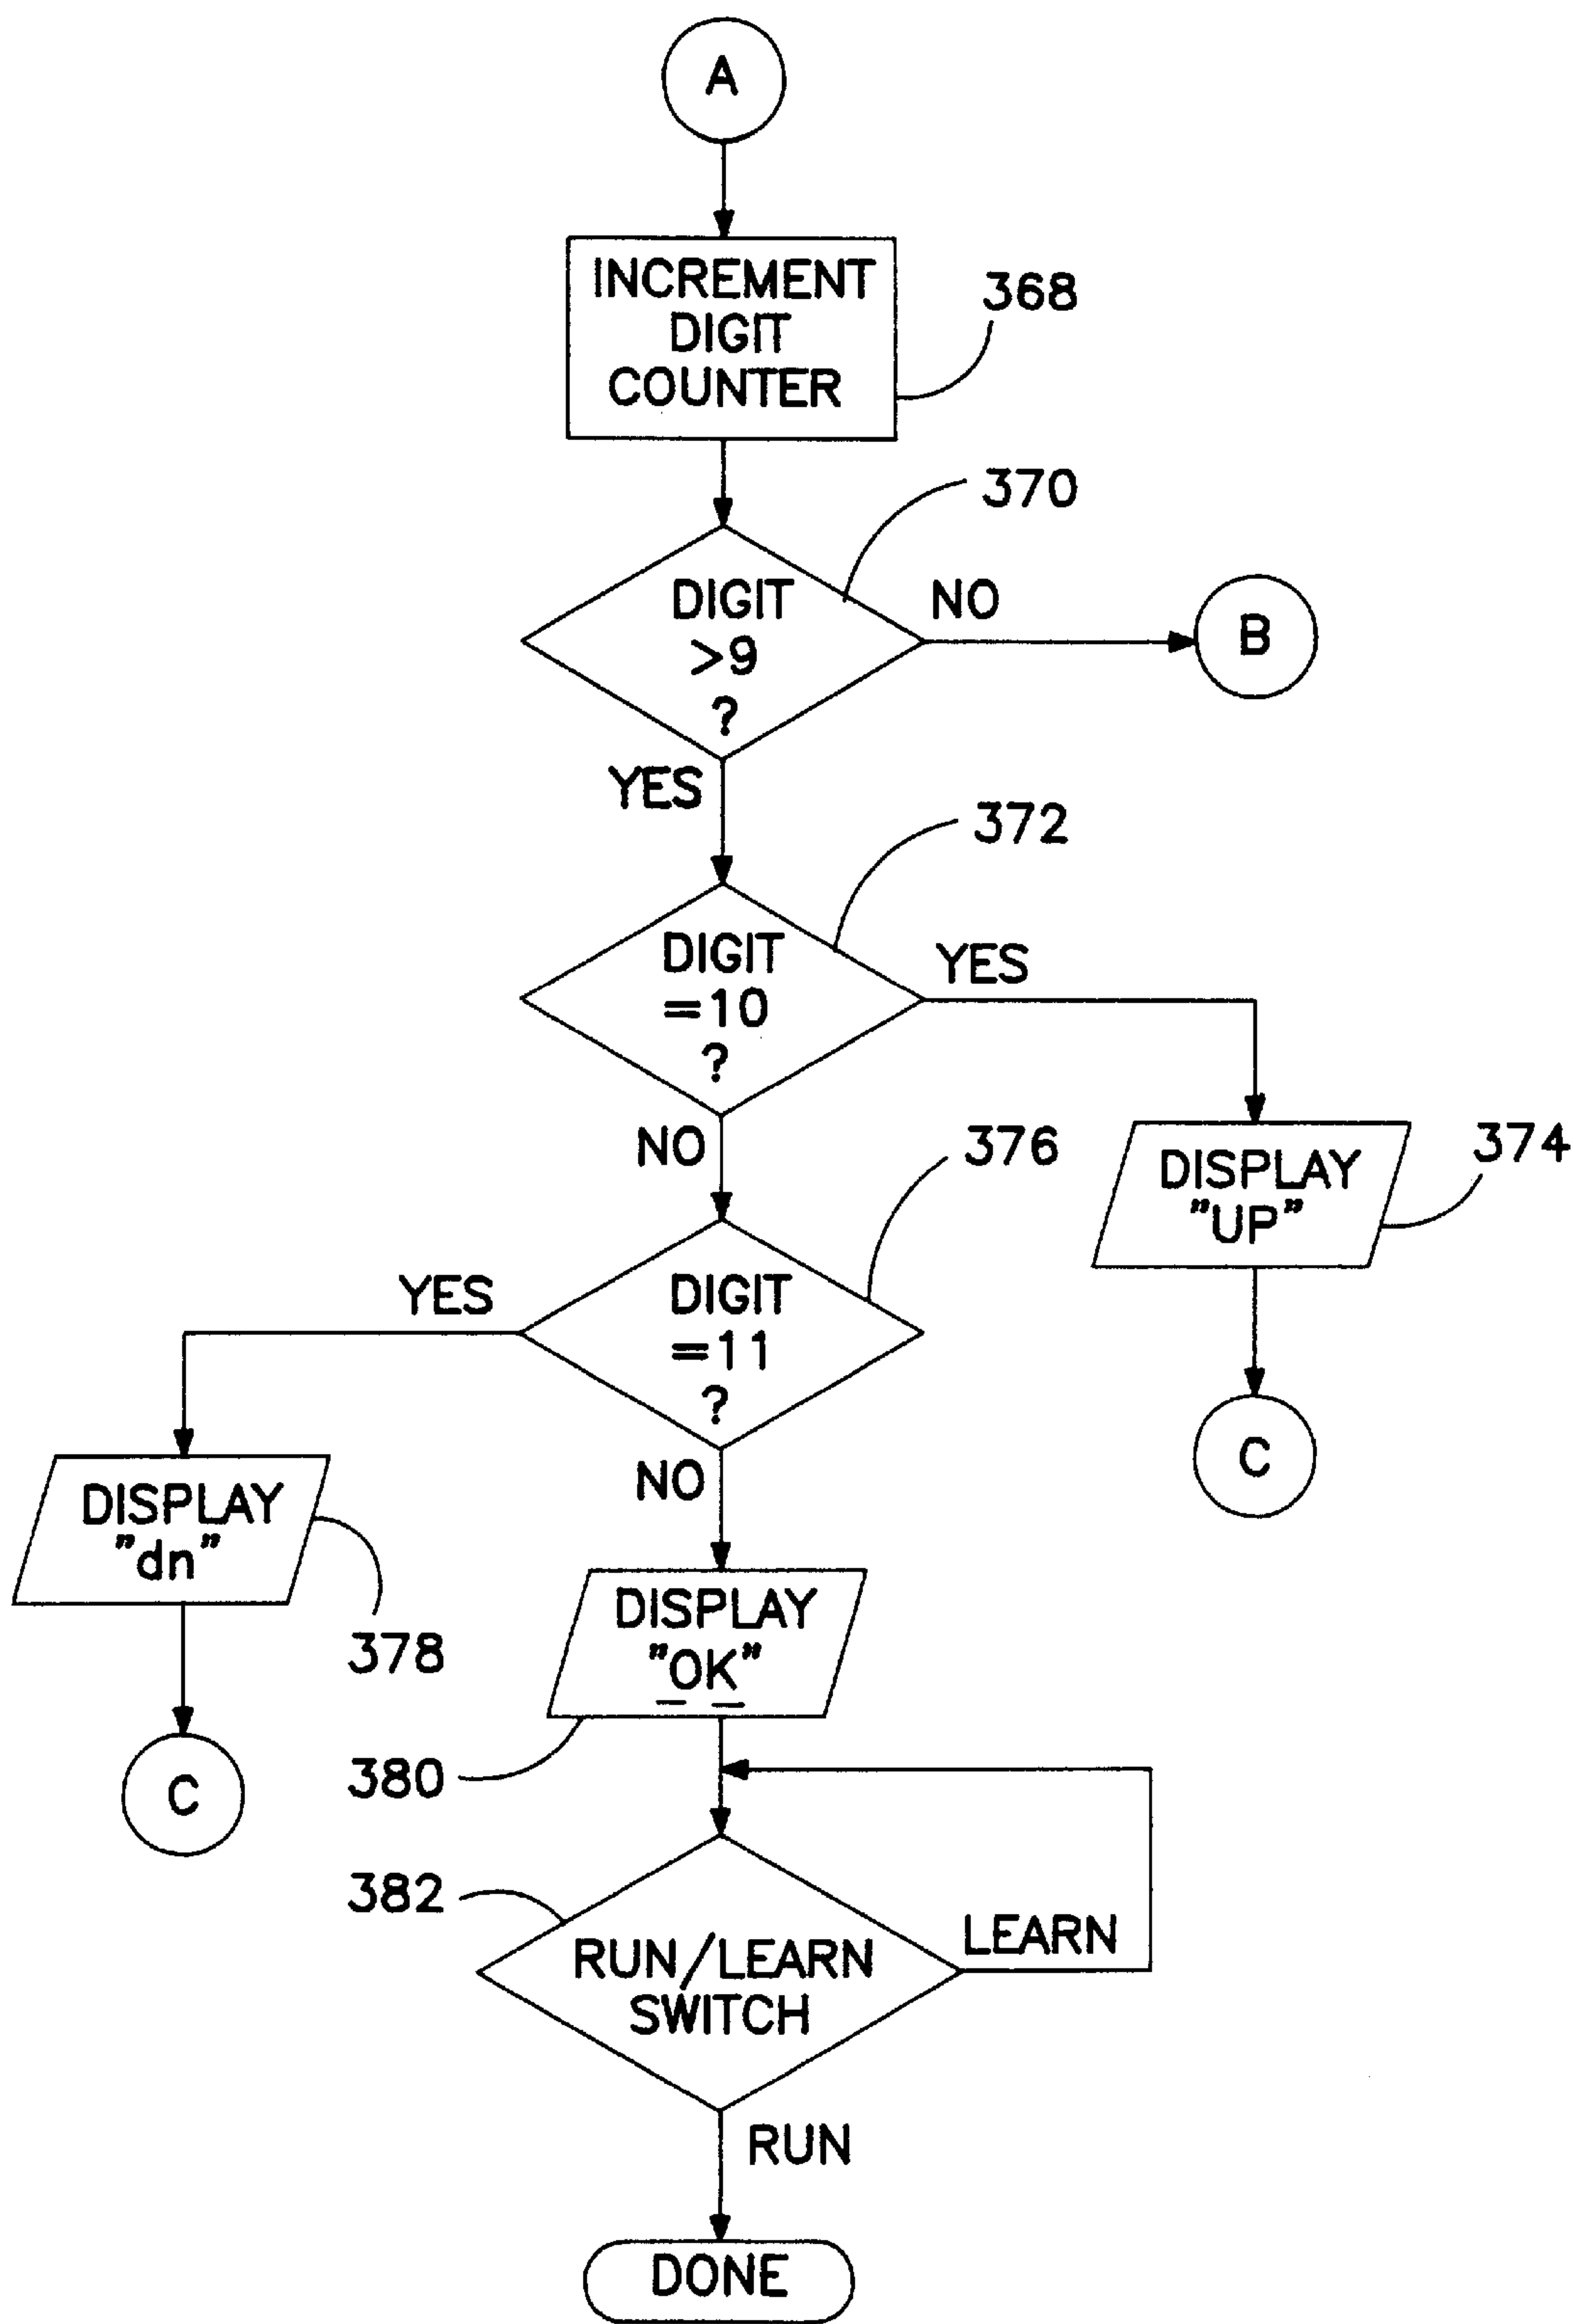 A
INCREMENT
DIGIT
COUNTER
368
370
DIGIT
>9
?
NO
B
YES
372
DIGIT
=10
?
YES
NO
376
DISPLAY
"UP"
374
YES
DIGIT
=11
?
C
NO
DISPLAY
"dn"
378
DISPLAY
"OK"
380
C
382
RUN/LEARN
SWITCH
LEARN
RUN
DONE